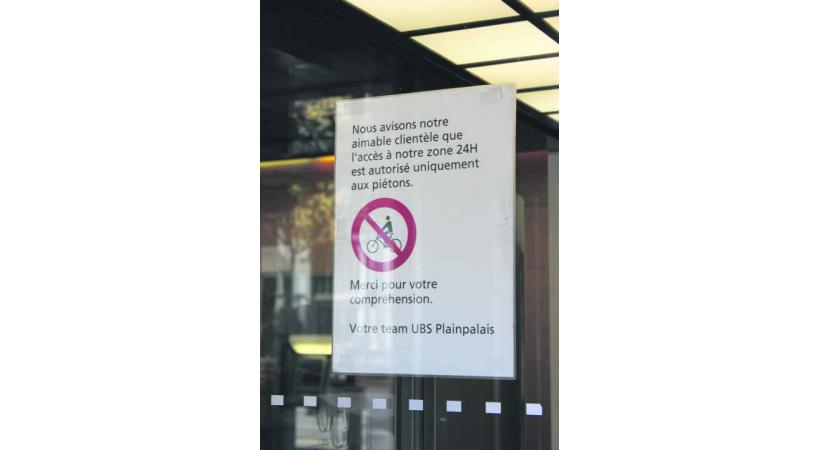 Nous avisons notre
aimable clientèle que
l'accès à notre zone 24H
est autorisé uniquement
aux piétons.
Merci pour votre
compréhension.
Votre team UBS Plainpalais